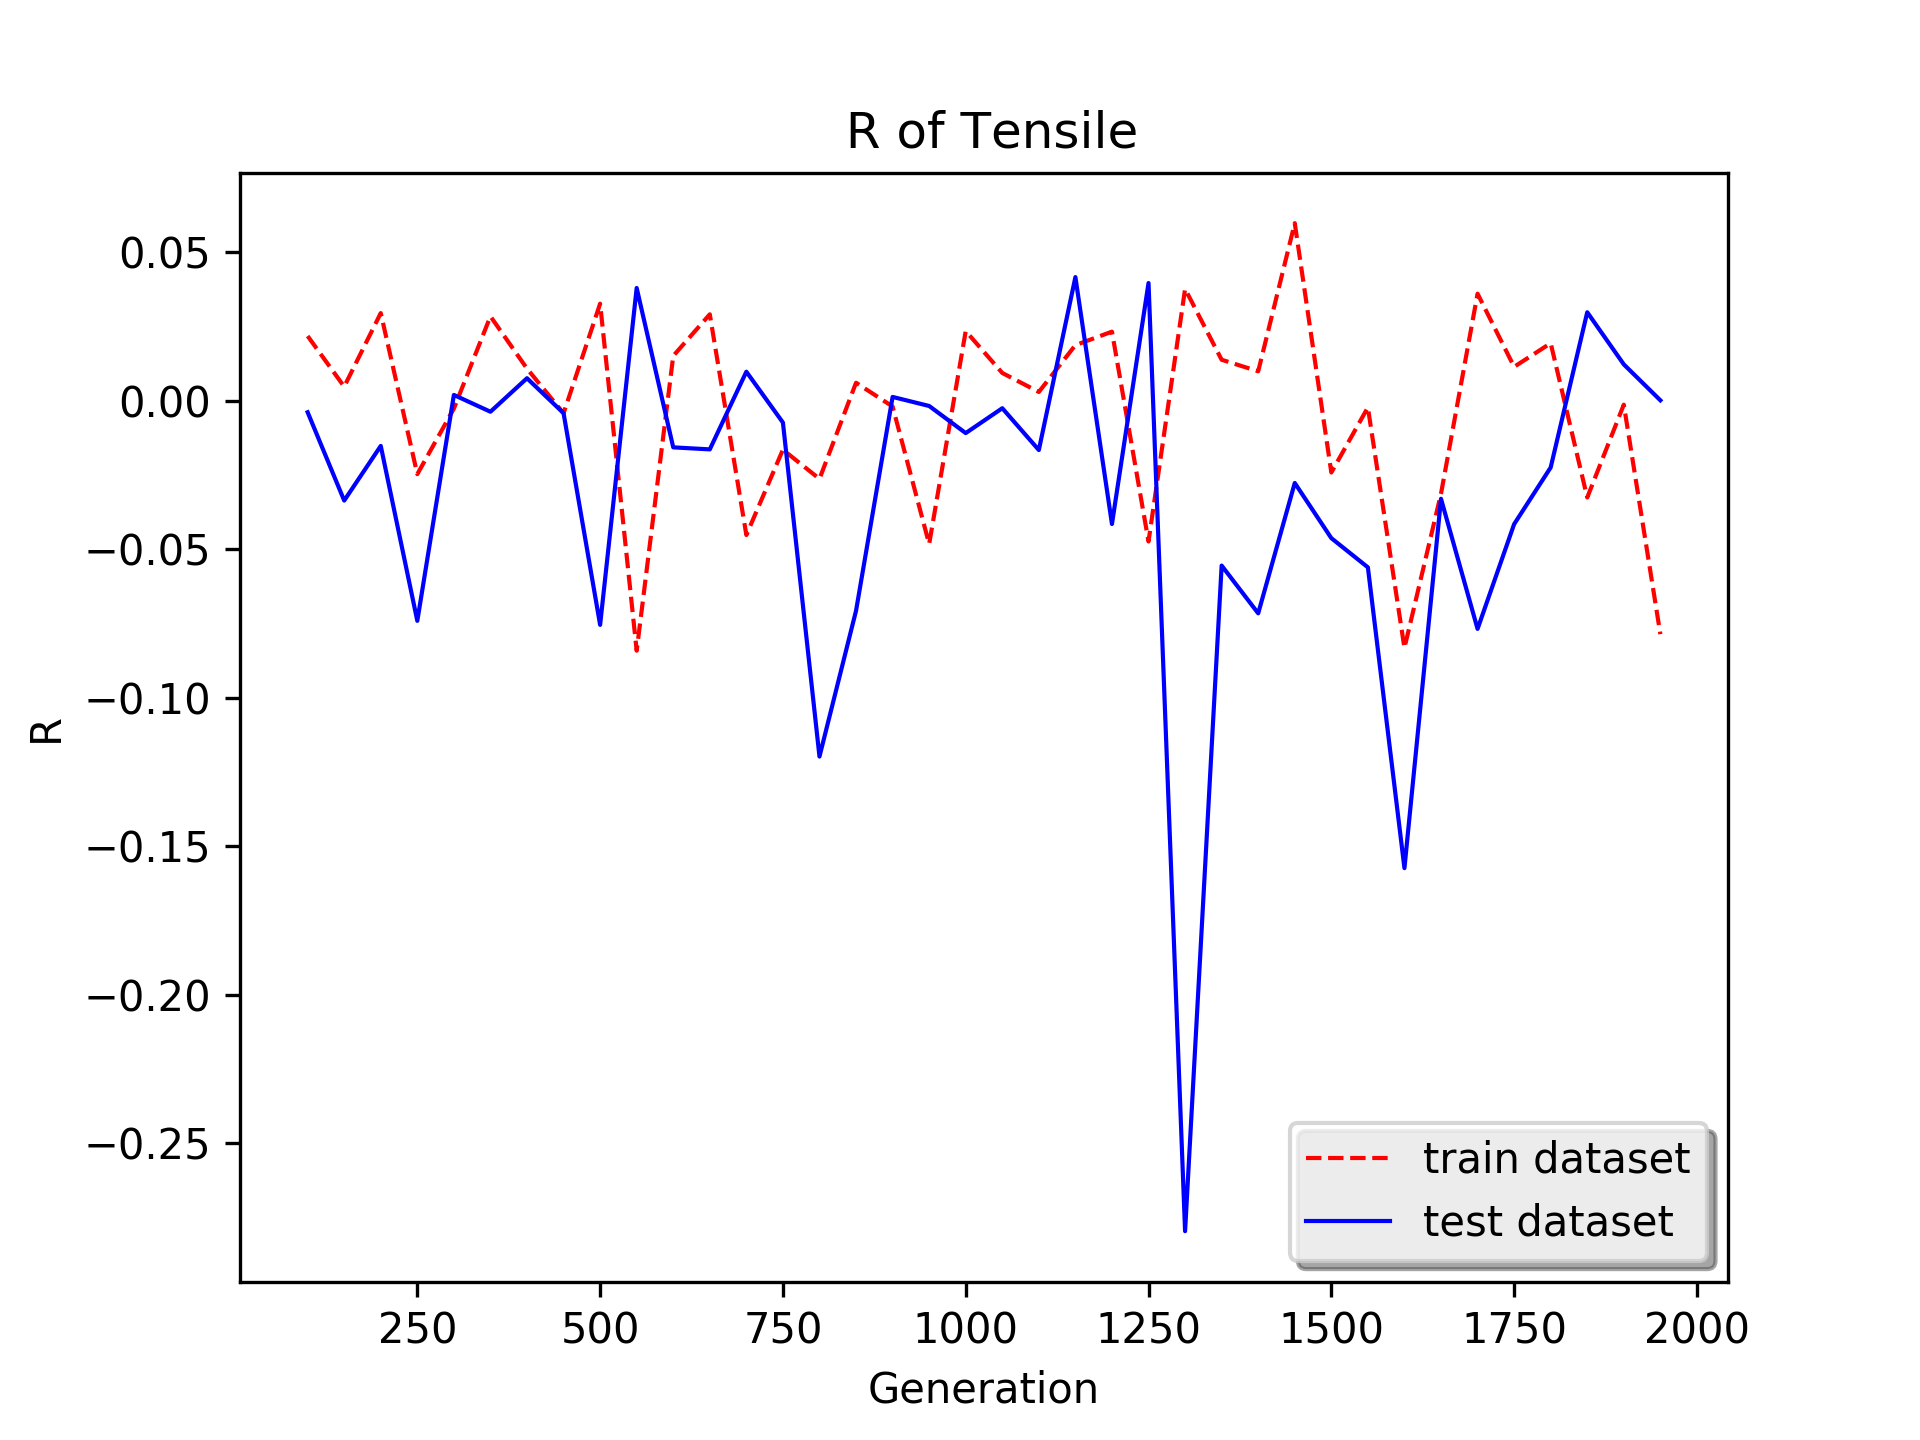 R of Tensile
R
0.05
0.00
−0.05
−0.10
−0.15
−0.20
−0.25
train dataset
test dataset
250 500 750 1000 1250 1500 1750 2000
Generation